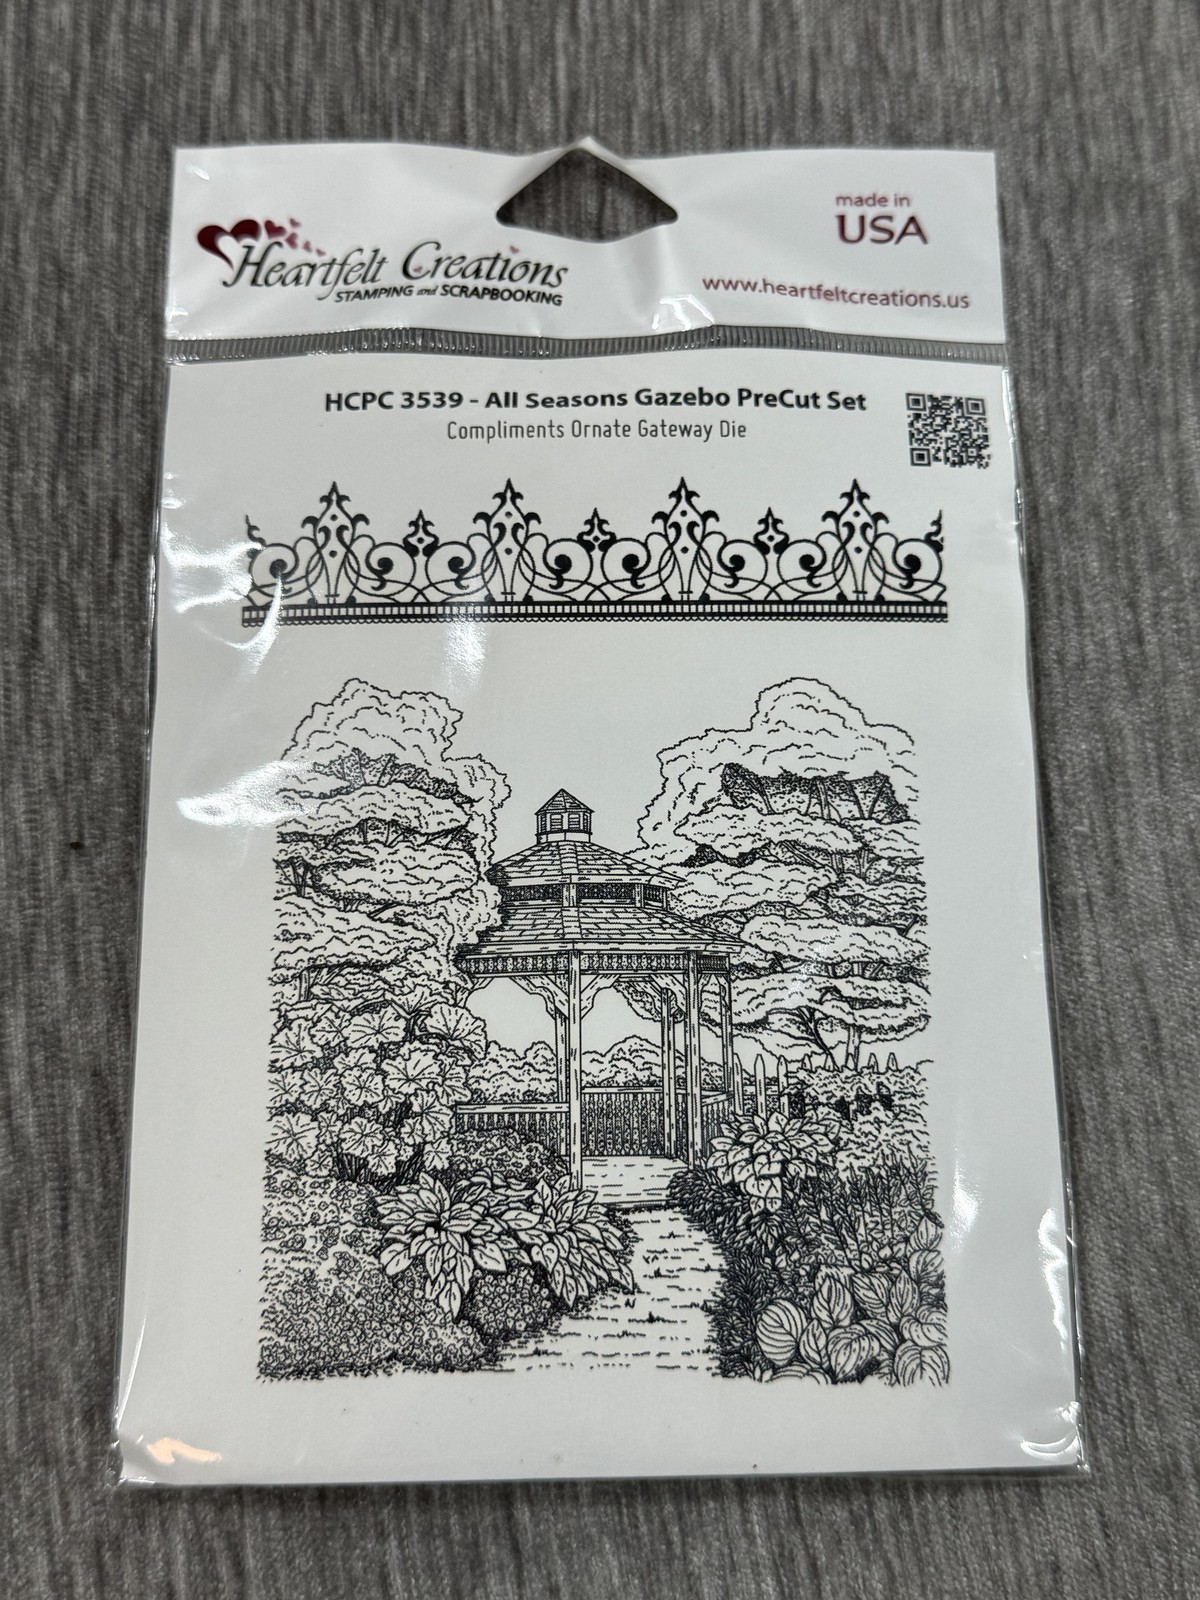 Heartfelt Creations
STAMPING and SCRAPBOOKING
made in
USA
www.heartfeltcreations.us
HCPC 3539 - All Seasons Gazebo PreCut Set
Compliments Ornate Gateway Die